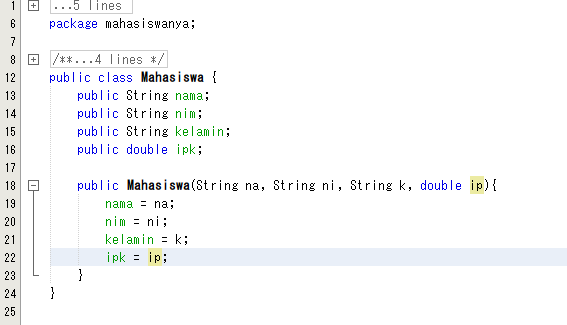 1 ...5 lines
6 package mahasiswanya;
7
8 /**...4 lines */
12 public class Mahasiswa {
13 public String nama;
14 public String nim;
15 public String kelamin;
16 public double ipk;
17
18 public Mahasiswa(String na, String ni, String k, double ip){
19 nama = na;
20 nim = ni;
21 kelamin = k;
22 ipk = ip;
23 }
24 }
25